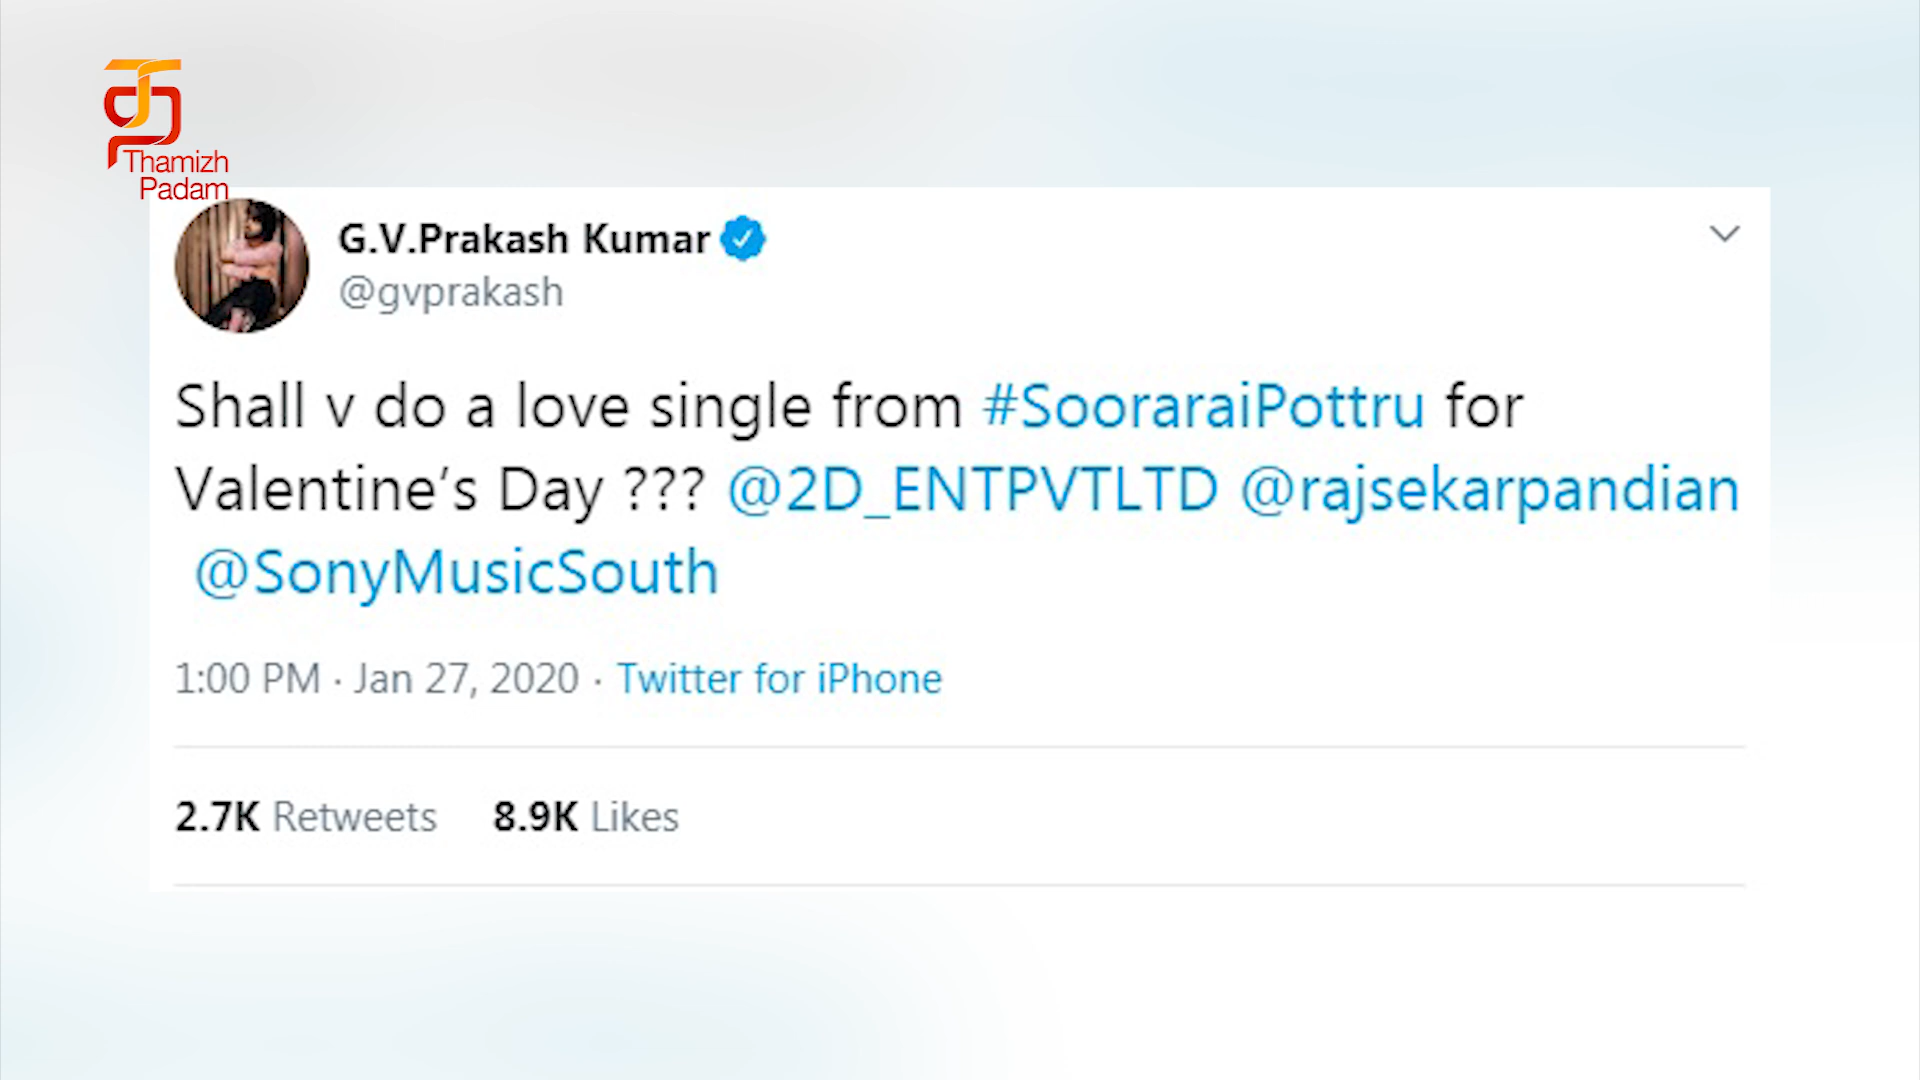 Thamizh
Padam
G.V.Prakash Kumar
@gvprakash
Shall v do a love single from #SooraraiPottru for
Valentine’s Day ??? @2D_ENTPVTLTD @rajsekarpandian
@SonyMusicSouth
1:00 PM · Jan 27, 2020 · Twitter for iPhone
2.7K Retweets 8.9K Likes